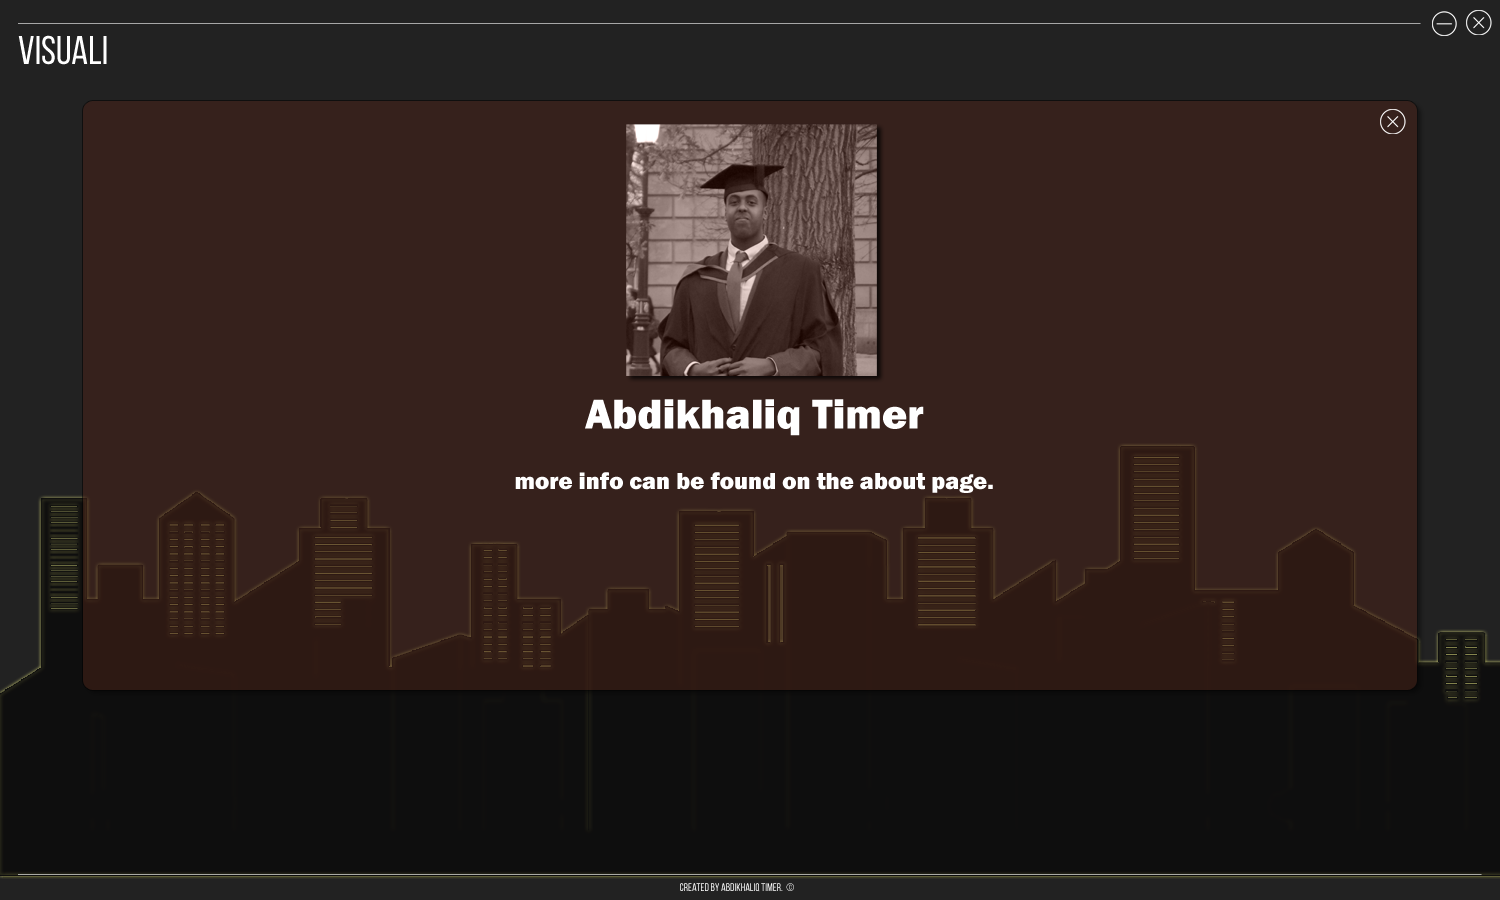 VISUALI
Abdikhaliq Timer
more info can be found on the about page.
CREATED BY ABDIKHALIQ TIMER. ©